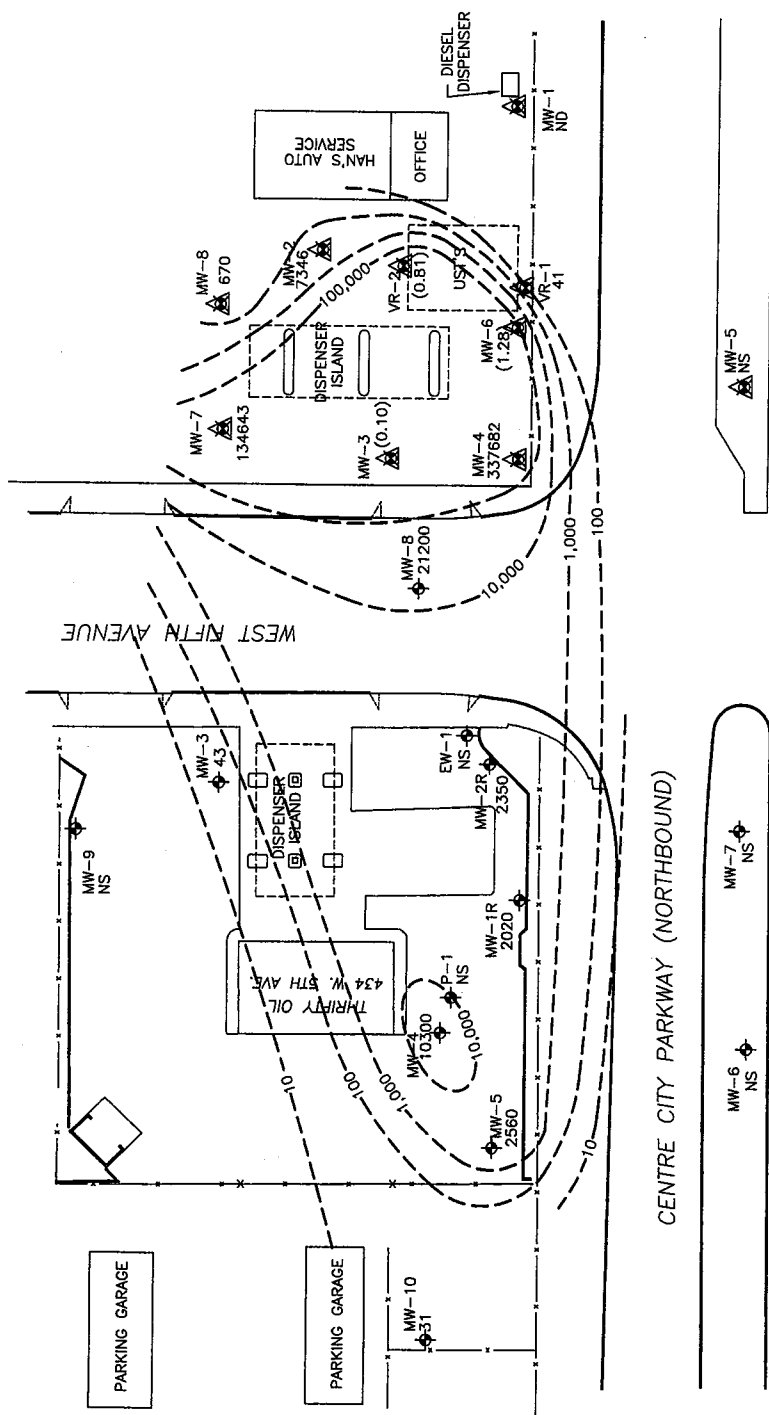 PARKING GARAGE
PARKING GARAGE
MW-10
31
MW-9
NS
MW-3
43
DISPENSER
ISLAND
THRIFTY OIL
434 W. 5TH AVE.
MW-4
10300
P-1
NS
10,000
MW-5
2560
MW-1R
2020
MW-2R
2350
EW-1
NS
10
100
1,000
10
WEST FIFTH AVENUE
MW-8
21200
10,000
1,000
100
MW-7
134643
MW-8
670
MW-2
7346
100,000
DISPENSER
ISLAND
MW-3
(0.10)
MW-4
337682
MW-6
(1.28)
VR-2
(0.81)
UST'S
VR-1
41
HAN'S AUTO
SERVICE
OFFICE
DIESEL
DISPENSER
MW-1
ND
CENTRE CITY PARKWAY (NORTHBOUND)
MW-6
NS
MW-7
NS
MW-5
NS